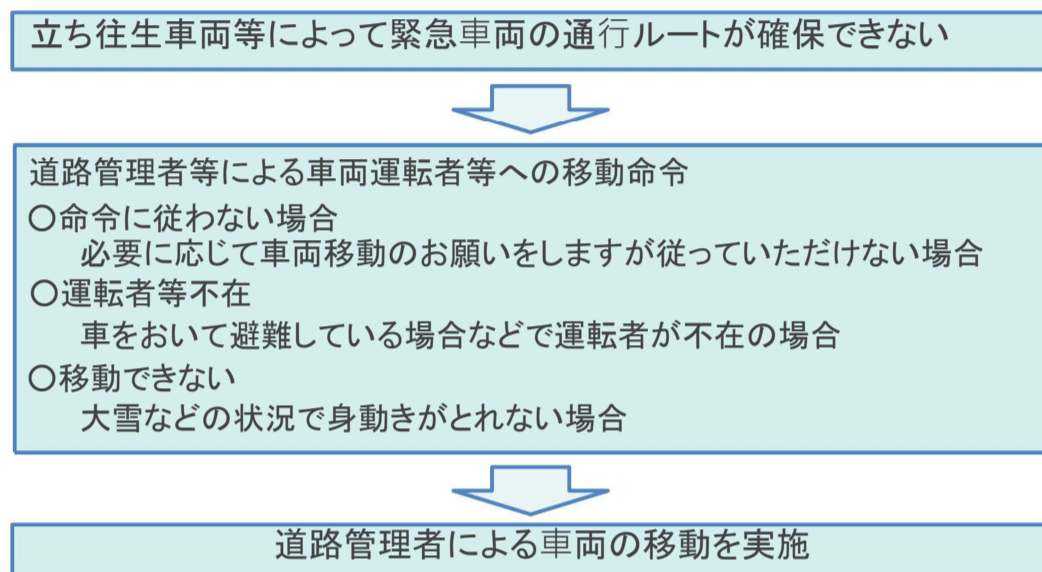 立ち往生車両等によって緊急車両の通行ルートが確保できない
道路管理者等による車両運転者等への移動命令
○命令に従わない場合
必要に応じて車両移動のお願いをしますが従っていただけない場合
○運転者等不在
車をおいて避難している場合などで運転者が不在の場合
○移動できない
大雪などの状況で身動きがとれない場合
道路管理者による車両の移動を実施